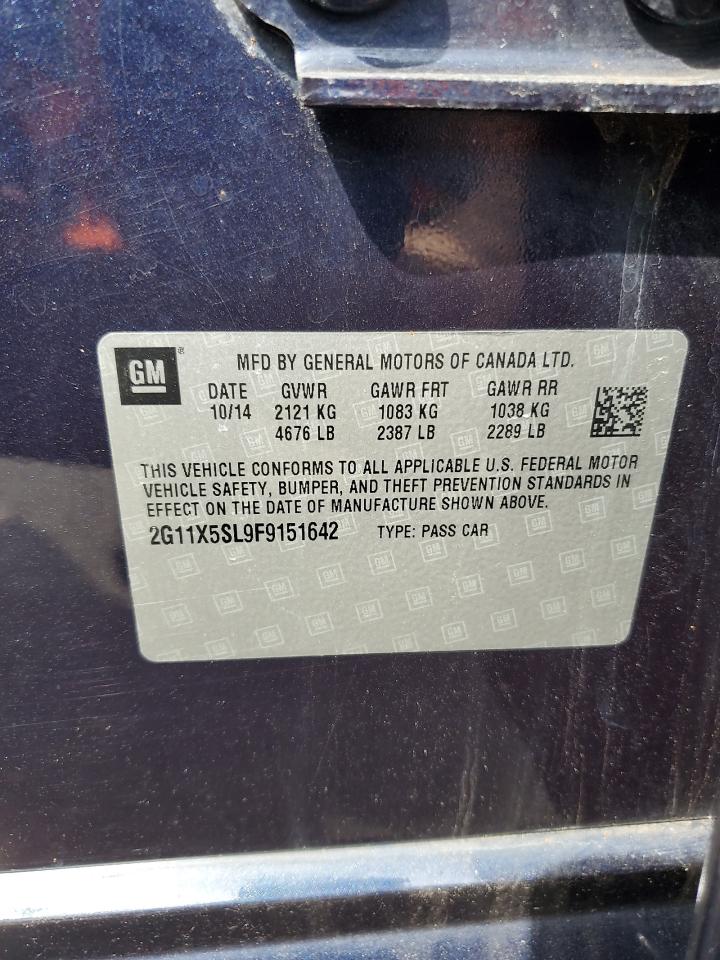 GM
MFD BY GENERAL MOTORS OF CANADA LTD.
DATE GVWR GAWR FRT GAWR RR
10/14 2121 KG 1083 KG 1038 KG
4676 LB 2387 LB 2289 LB
THIS VEHICLE CONFORMS TO ALL APPLICABLE U.S. FEDERAL MOTOR
VEHICLE SAFETY, BUMPER, AND THEFT PREVENTION STANDARDS IN
EFFECT ON THE DATE OF MANUFACTURE SHOWN ABOVE.
2G11X5SL9F9151642 TYPE: PASS CAR